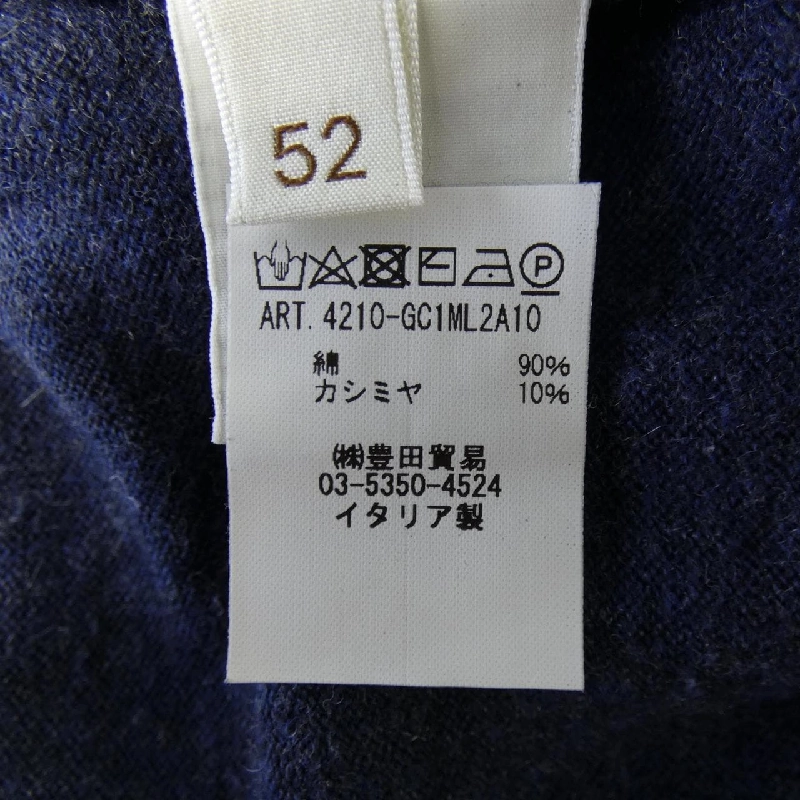 52
P
ART. 4210-GC1ML2A10
綿 90%
カシミヤ 10%
㈱豊田貿易
03-5350-4524
イタリア製